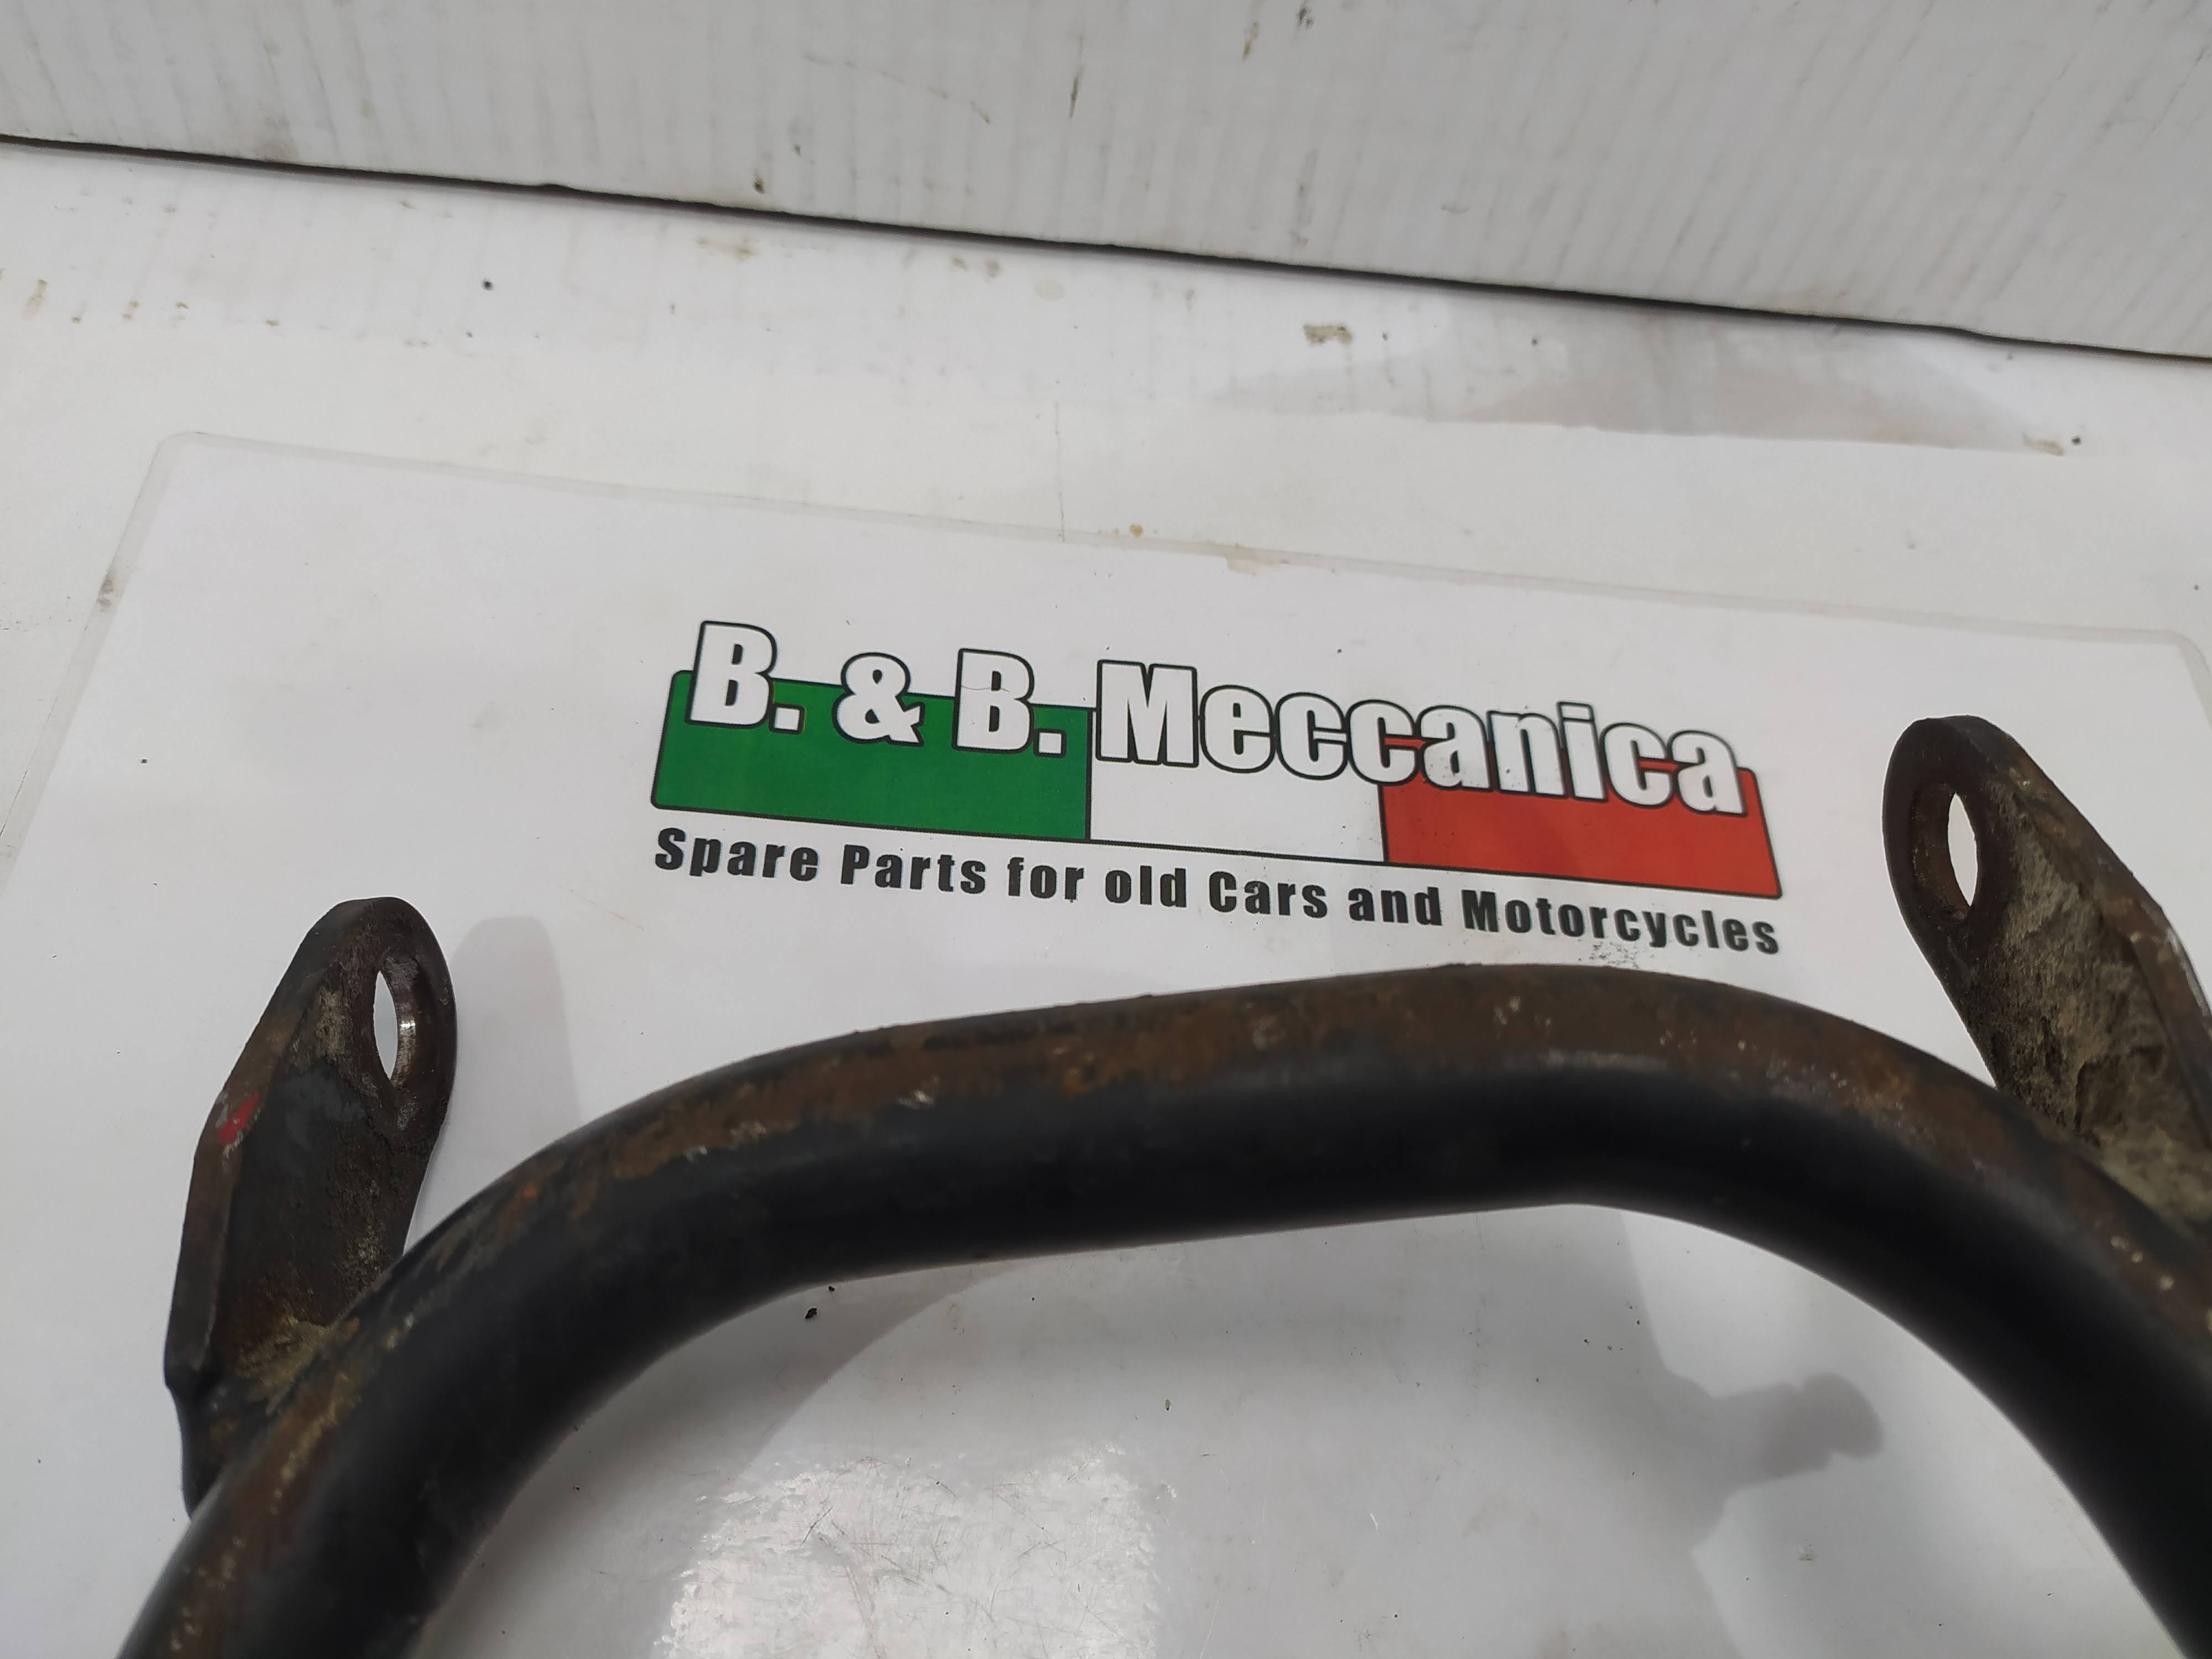 B. & B. Meccanica
Spare Parts for old Cars and Motorcycles